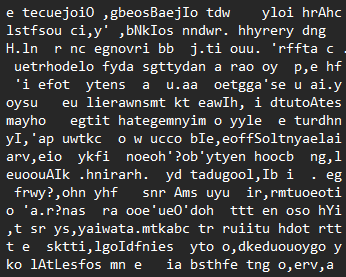 e tecuejoiO ,gbeosBaejIo tdw    yloi hrAhc
lstfsou ci,y' ,bNkIos nndwr. hhyrery dng
H.ln  r nc egnovri bb  j.ti ouu. 'rffta c .
 uetrhodelo fyda sgttydan a rao oy  p,e hf
 'i efot  ytens  a u.aa  oetgga'se u ai.y
oysu   eu lierawnsmt kt eawIh, i dtutoAtes
mayho   egtit hategemnyim o yyle  e turdhn
yI,'ap uwtkc  o w ucco bIe,eoffSoltnyaelai
arv,eio  ykfi  noeoh'?ob'ytyen hoocb  ng,l
euoouAIk .hnirarh. yd tadugool,Ib i .  eg
 frwy?,ohn yhf   snr Ams uyu  ir,rmtuoeoti
o 'a.r?nas  ra ooe'ueO'doh  ttt en oso hYi
,t sr ys,yaiwata.mtkabc tr ruiitu hdot rtt
t e  sktti,lgoIdfnies  yto o,dkeduouoygo y
ko lAtLesfos mn e   ia bsthfe tng o,erv,a